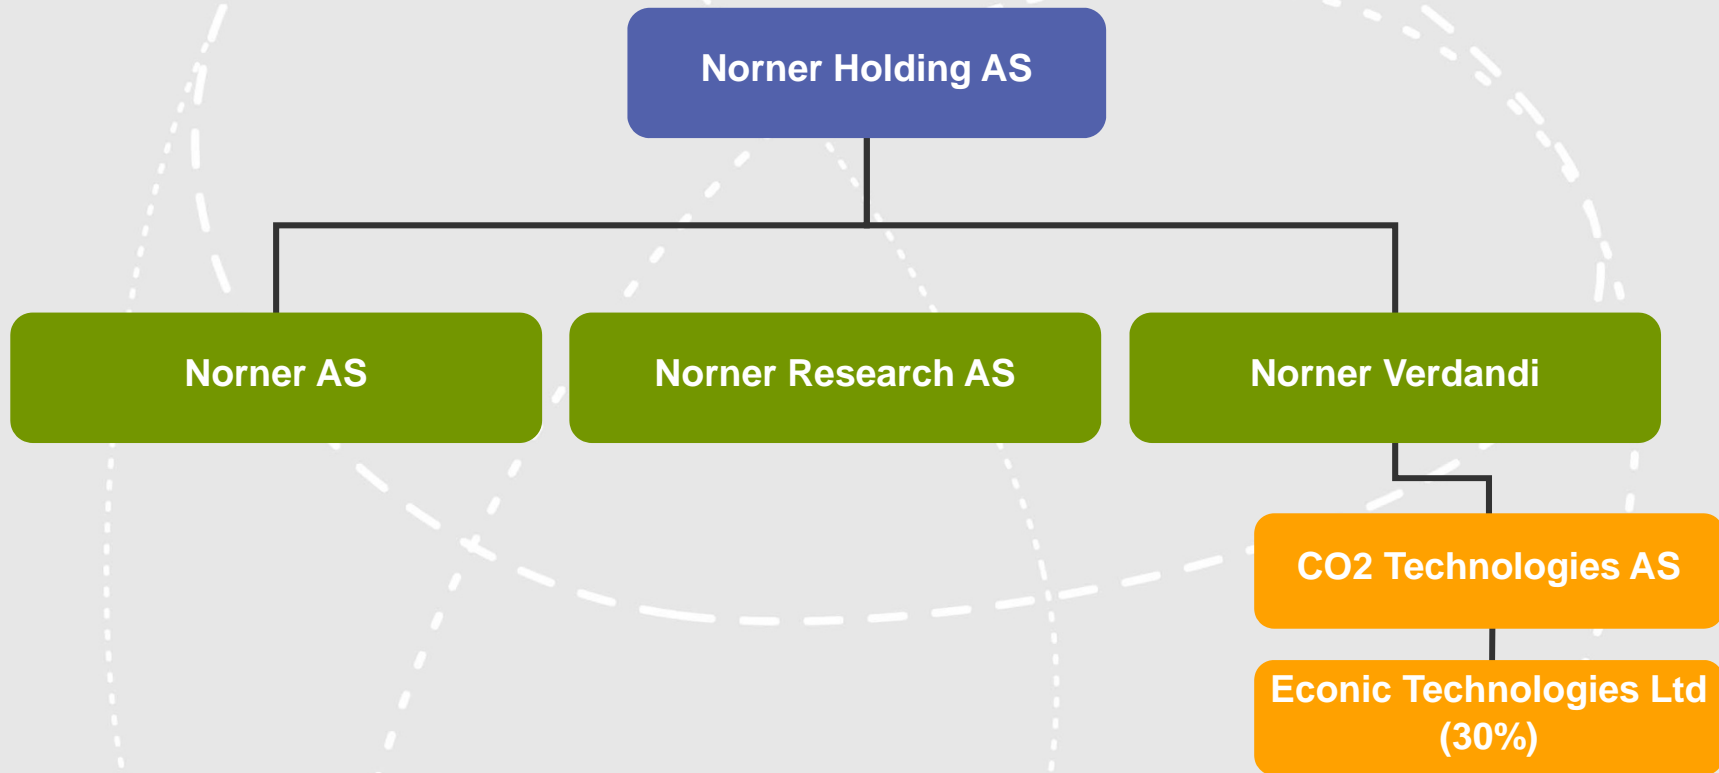 Norner Holding AS
Norner AS
Norner Research AS
Norner Verdandi
CO2 Technologies AS
Econic Technologies Ltd
(30%)